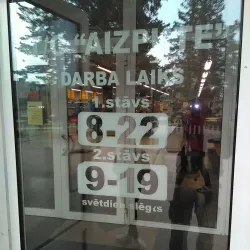 "AIZPUTE"
DARBA LAIKS
1.stāvs
8-22
2.stāvs
9-19
svētdien slēgts